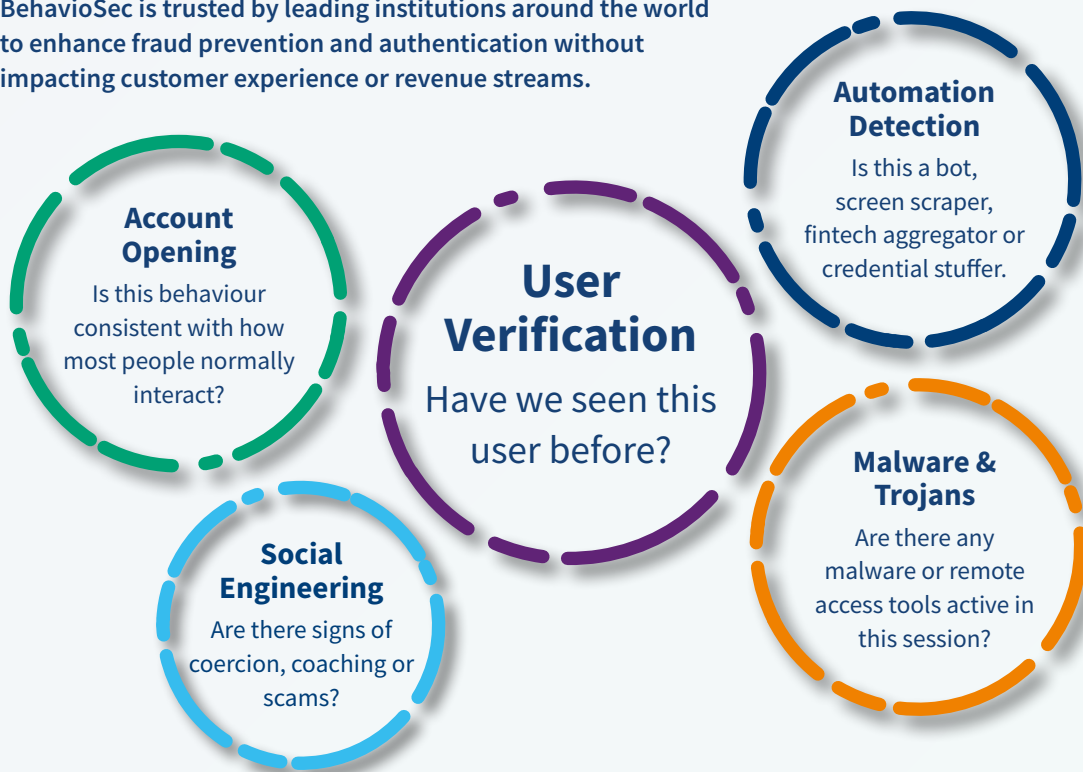 BehavioSec is trusted by leading institutions around the world
to enhance fraud prevention and authentication without
impacting customer experience or revenue streams.
Account
Opening
Is this behaviour
consistent with how
most people normally
interact?
User
Verification
Have we seen this
user before?
Automation
Detection
Is this a bot,
screen scraper,
fintech aggregator or
credential stuffer.
Social
Engineering
Are there signs of
coercion, coaching or
scams?
Malware &
Trojans
Are there any
malware or remote
access tools active in
this session?